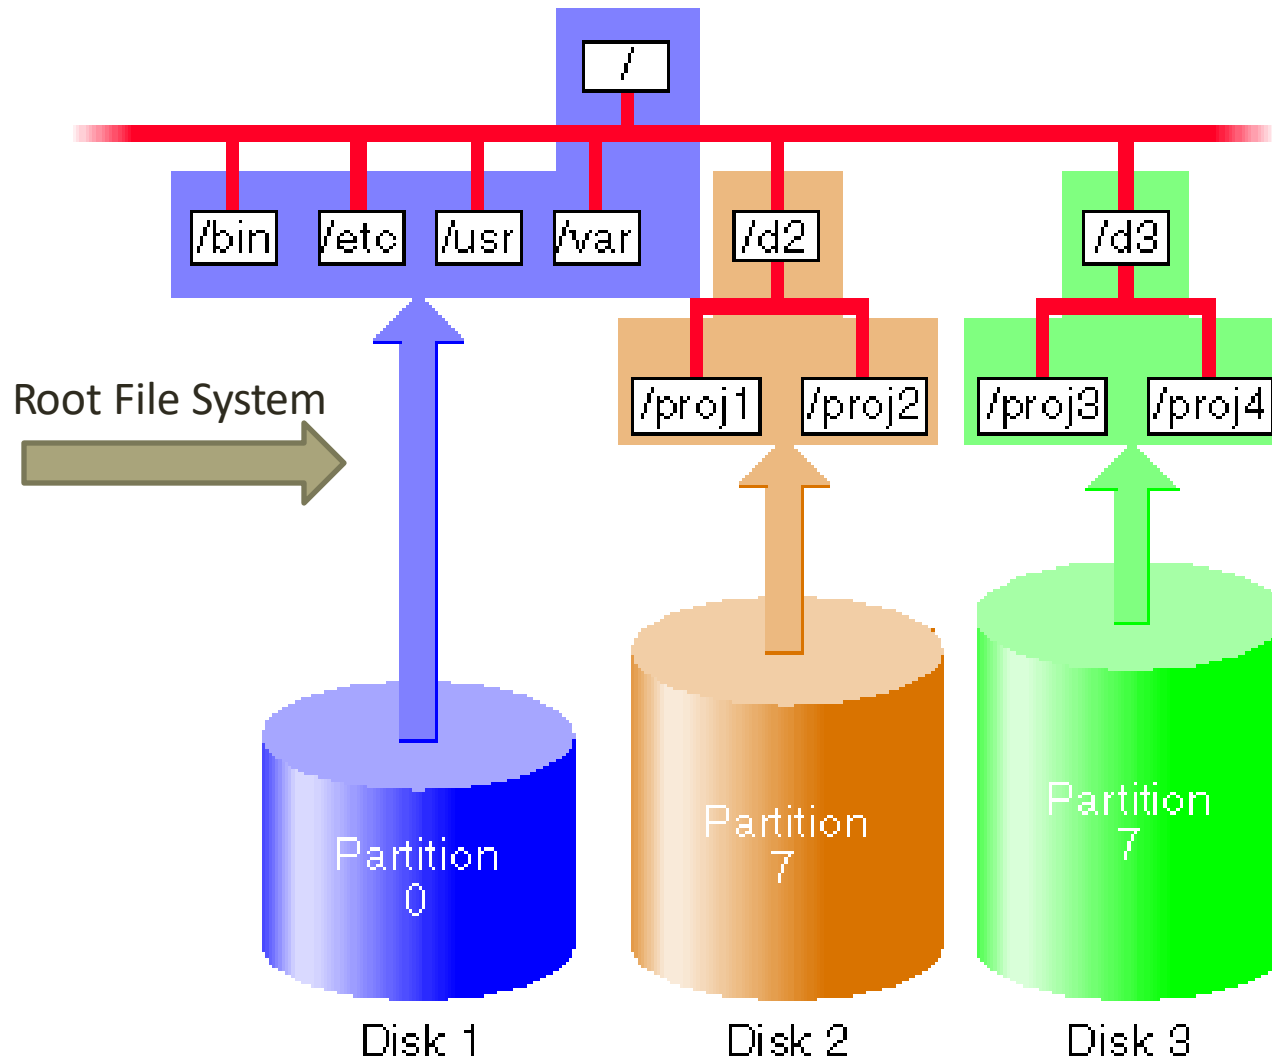 /
/bin
/etc
/usr
/var
/d2
/d3
/proj1
/proj2
/proj3
/proj4
Root File System
Partition
0
Partition
7
Partition
7
Disk 1
Disk 2
Disk 3